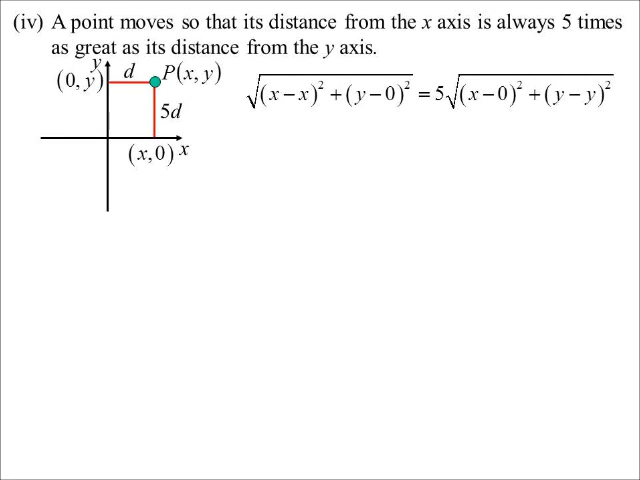 (iv) A point moves so that its distance from the x axis is always 5 times
as great as its distance from the y axis.
y
(0, y) d P(x, y)
√((x−x)² + (y−0)²) = 5√((x−0)² + (y−y)²)
5d
(x,0) x